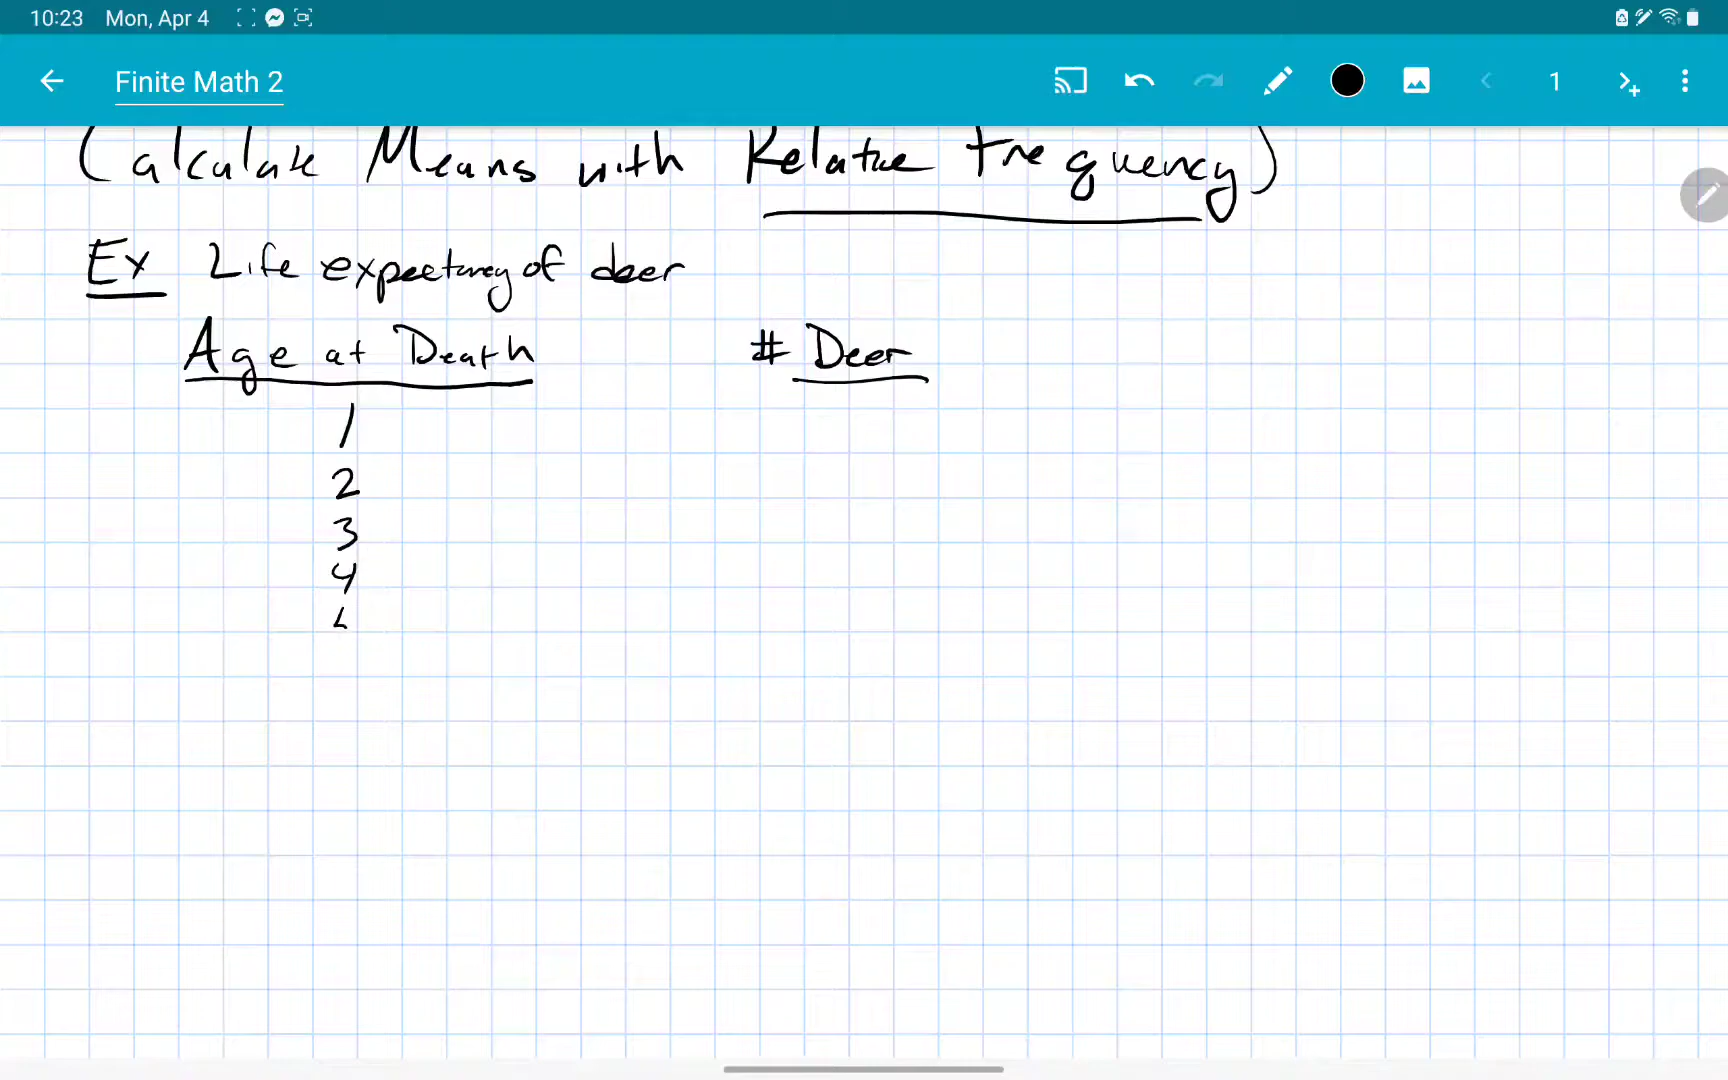 10:23 Mon, Apr 4
Finite Math 2
1
(Calculate Means with Relative Frequency)
Ex Life expectancy of deer
Age at Death # Deer
1
2
3
4